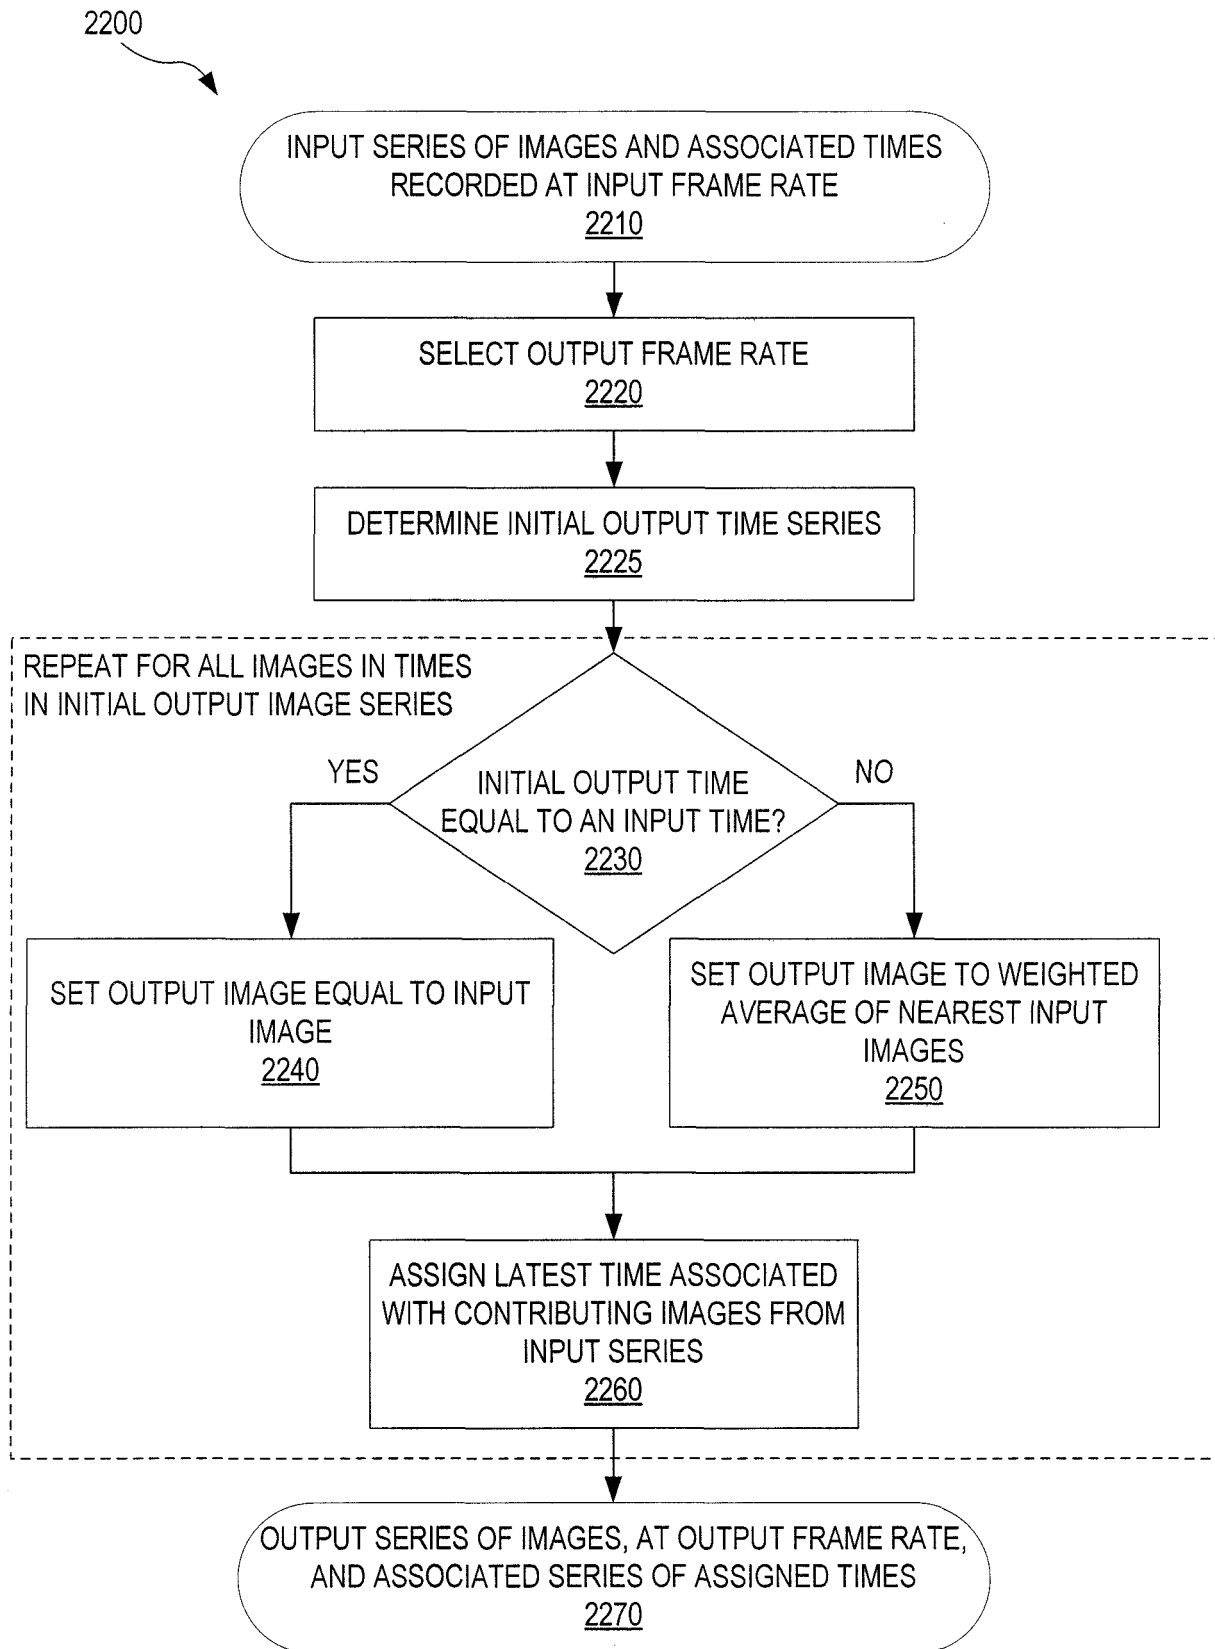 2200
INPUT SERIES OF IMAGES AND ASSOCIATED TIMES
RECORDED AT INPUT FRAME RATE
2210
SELECT OUTPUT FRAME RATE
2220
DETERMINE INITIAL OUTPUT TIME SERIES
2225
REPEAT FOR ALL IMAGES IN TIMES
IN INITIAL OUTPUT IMAGE SERIES
YES
NO
INITIAL OUTPUT TIME
EQUAL TO AN INPUT TIME?
2230
SET OUTPUT IMAGE EQUAL TO INPUT
IMAGE
2240
SET OUTPUT IMAGE TO WEIGHTED
AVERAGE OF NEAREST INPUT
IMAGES
2250
ASSIGN LATEST TIME ASSOCIATED
WITH CONTRIBUTING IMAGES FROM
INPUT SERIES
2260
OUTPUT SERIES OF IMAGES, AT OUTPUT FRAME RATE,
AND ASSOCIATED SERIES OF ASSIGNED TIMES
2270